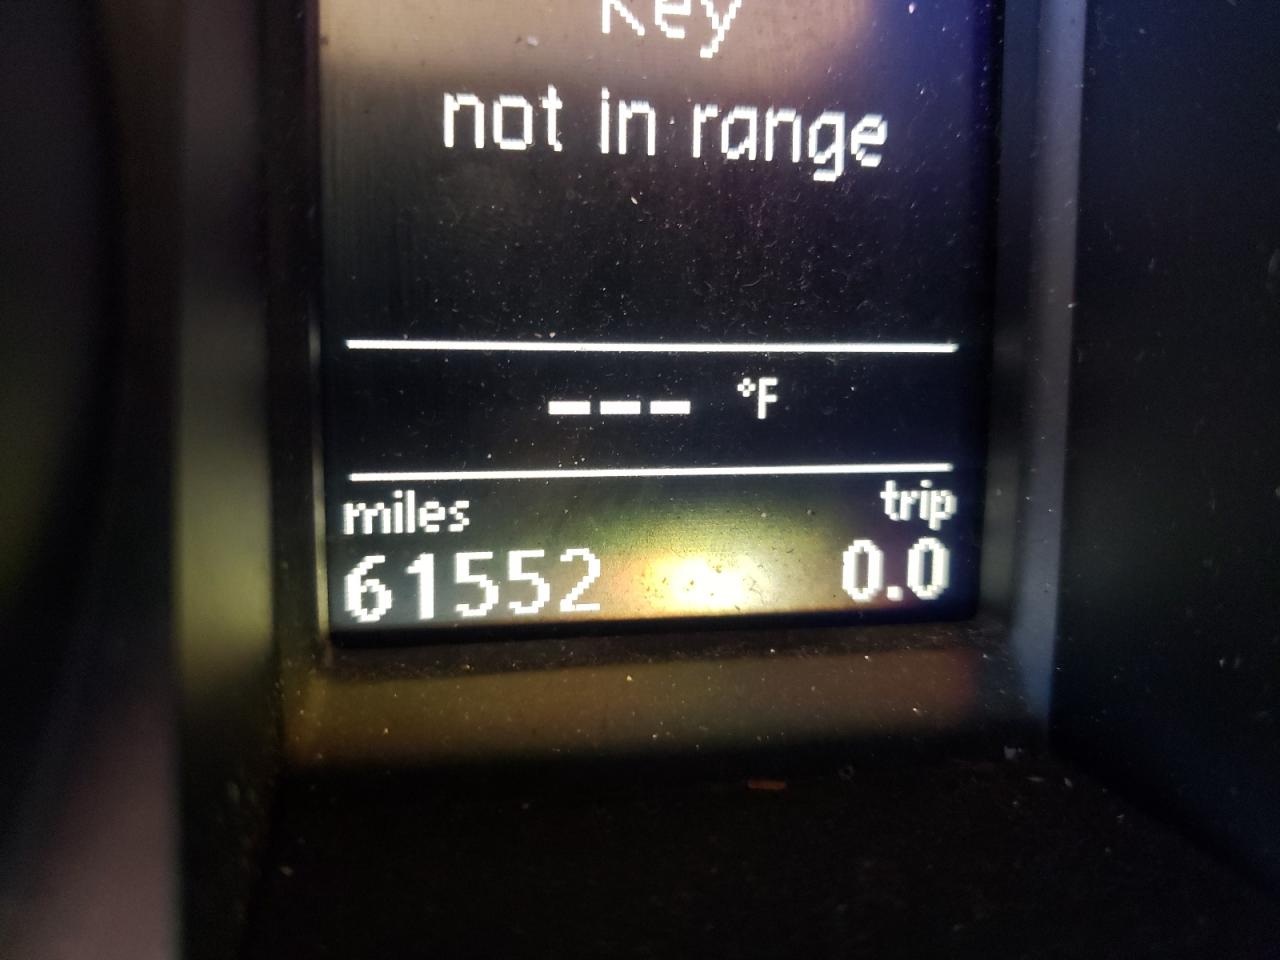 Key
not in range
--- °F
miles trip
61552 0.0